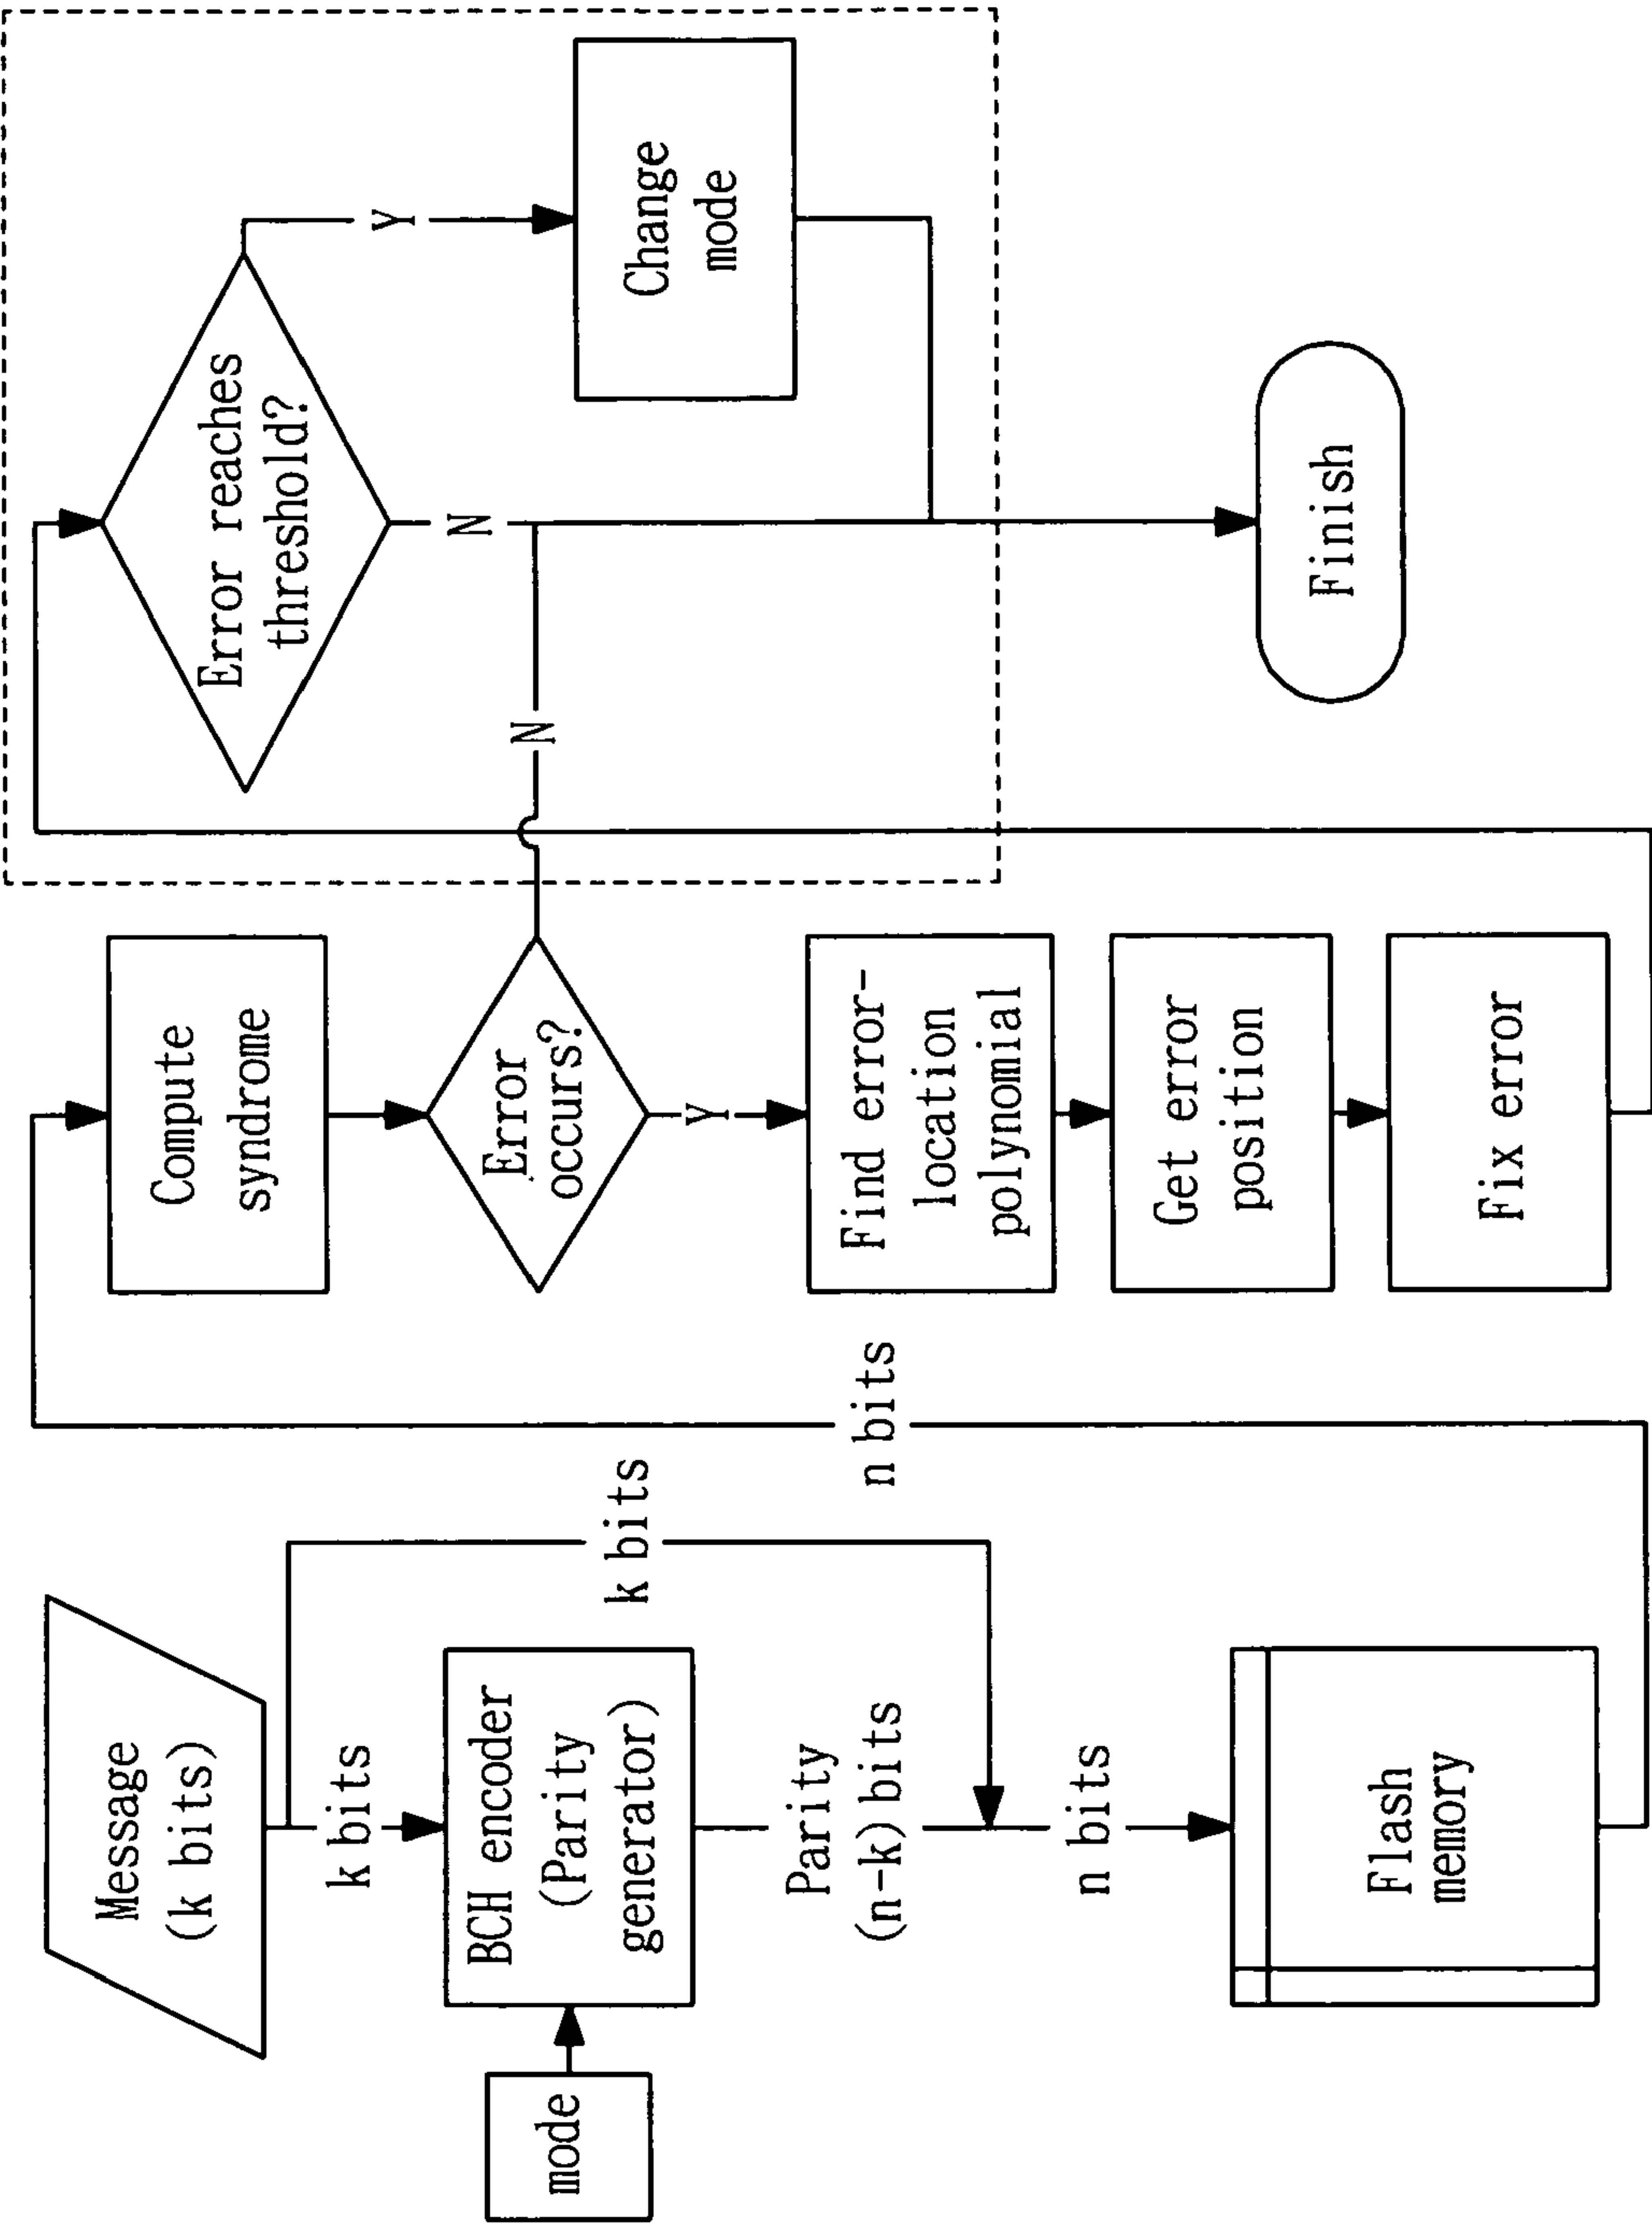 Message
(k bits)
k bits
mode
BCH encoder
(Parity
generator)
k bits
Parity
(n-k) bits
n bits
Flash
memory
n bits
Compute
syndrome
Error
occurs?
N
Y
Find error-
location
polynomial
Get error
position
Fix error
Error reaches
threshold?
Y
N
Change
mode
Finish